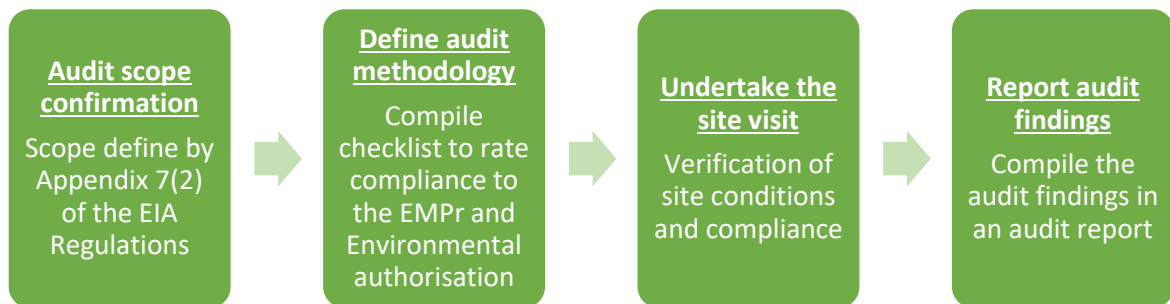 Audit scope
confirmation
Scope define by
Appendix 7(2)
of the EIA
Regulations
Define audit
methodology
Compile
checklist to rate
compliance to
the EMPr and
Environmental
authorisation
Undertake the
site visit
Verification of
site conditions
and compliance
Report audit
findings
Compile the
audit findings in
an audit report